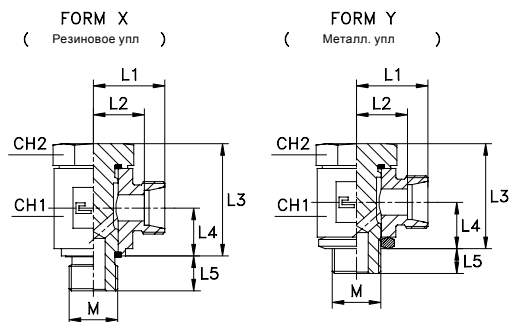 FORM X
( Резиновое упл )
L1
L2
CH2
CH1
L3
L4
L5
M
FORM Y
( Металл. упл )
L1
L2
CH2
CH1
L3
L4
L5
M